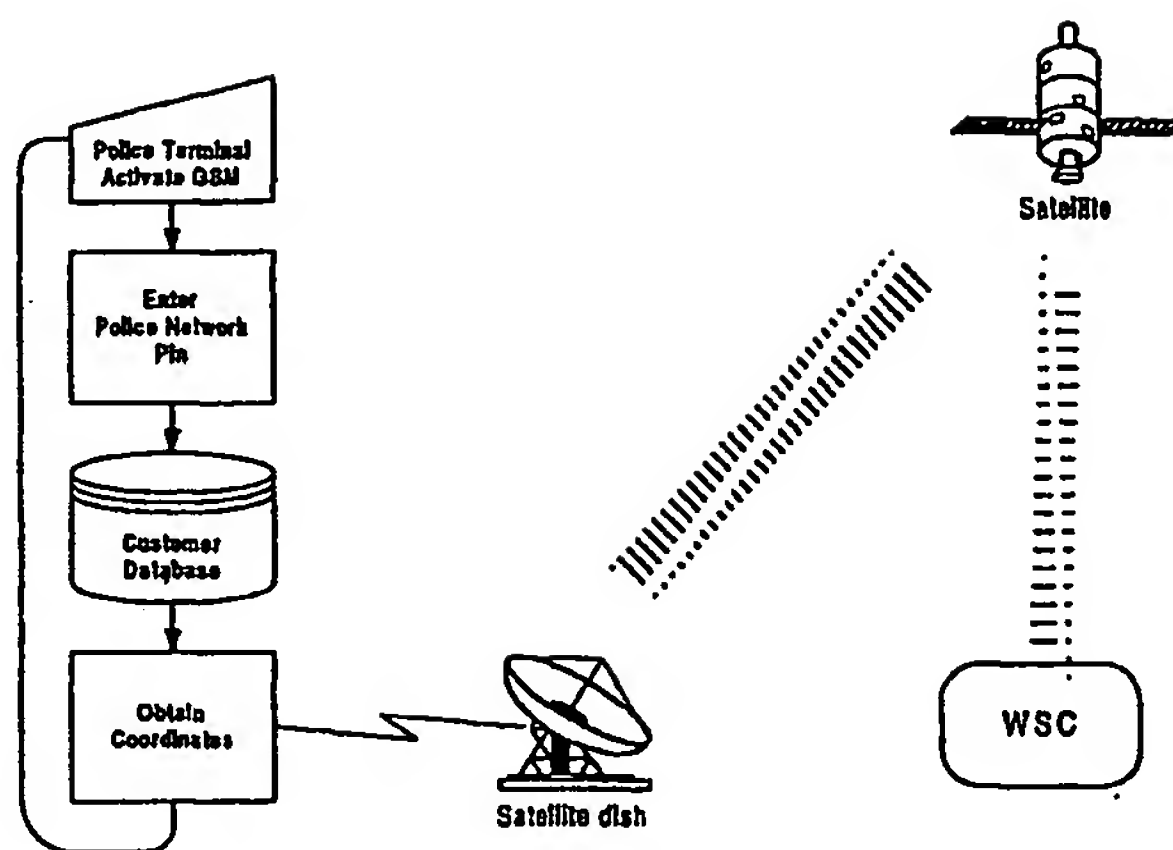 Police Terminal
Activate GSM
Enter
Police Network
Pin
Customer
Database
Obtain
Coordinates
Satellite dish
Satellite
WSC